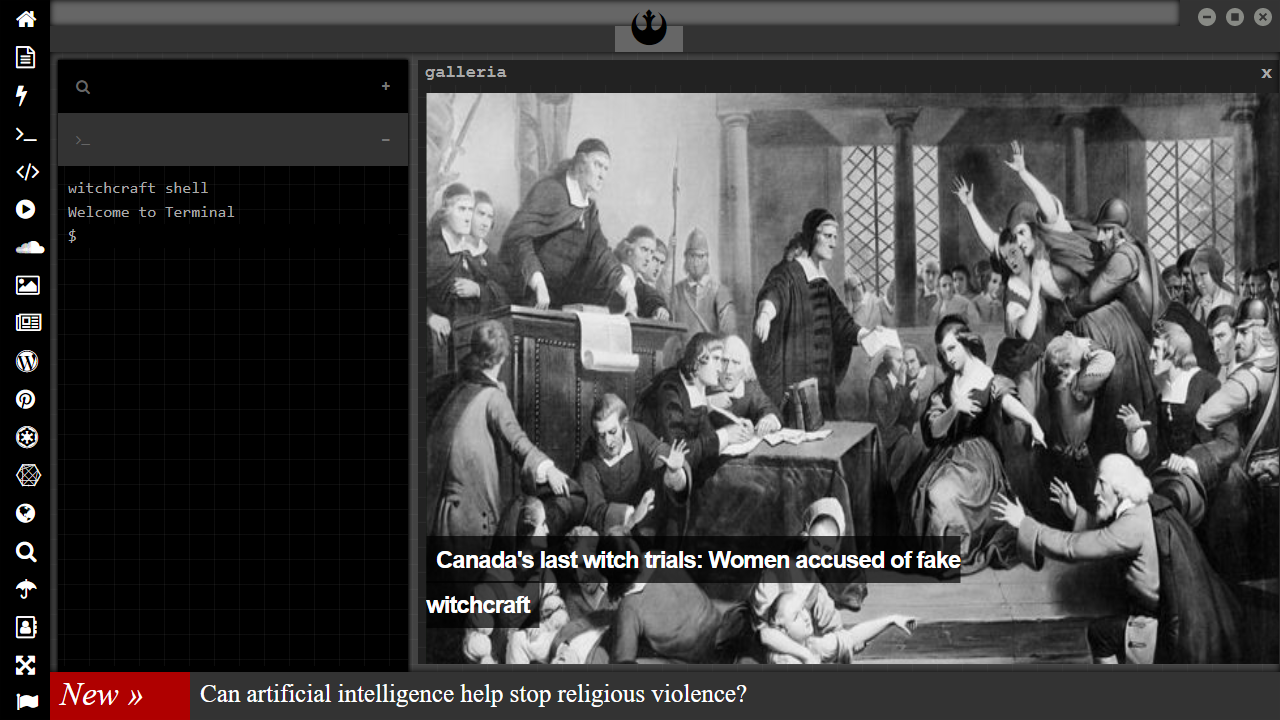 galleria
x
+
>_
−
witchcraft shell
Welcome to Terminal
$
Canada's last witch trials: Women accused of fake
witchcraft
New »
Can artificial intelligence help stop religious violence?